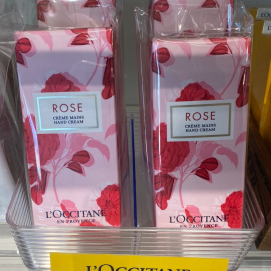 ROSE
CRÈME MAINS
HAND CREAM
L'OCCITANE
EN PROVENCE
ROSE
CRÈME MAINS
HAND CREAM
L'OCCITANE
EN PROVENCE
L'OCCITANE